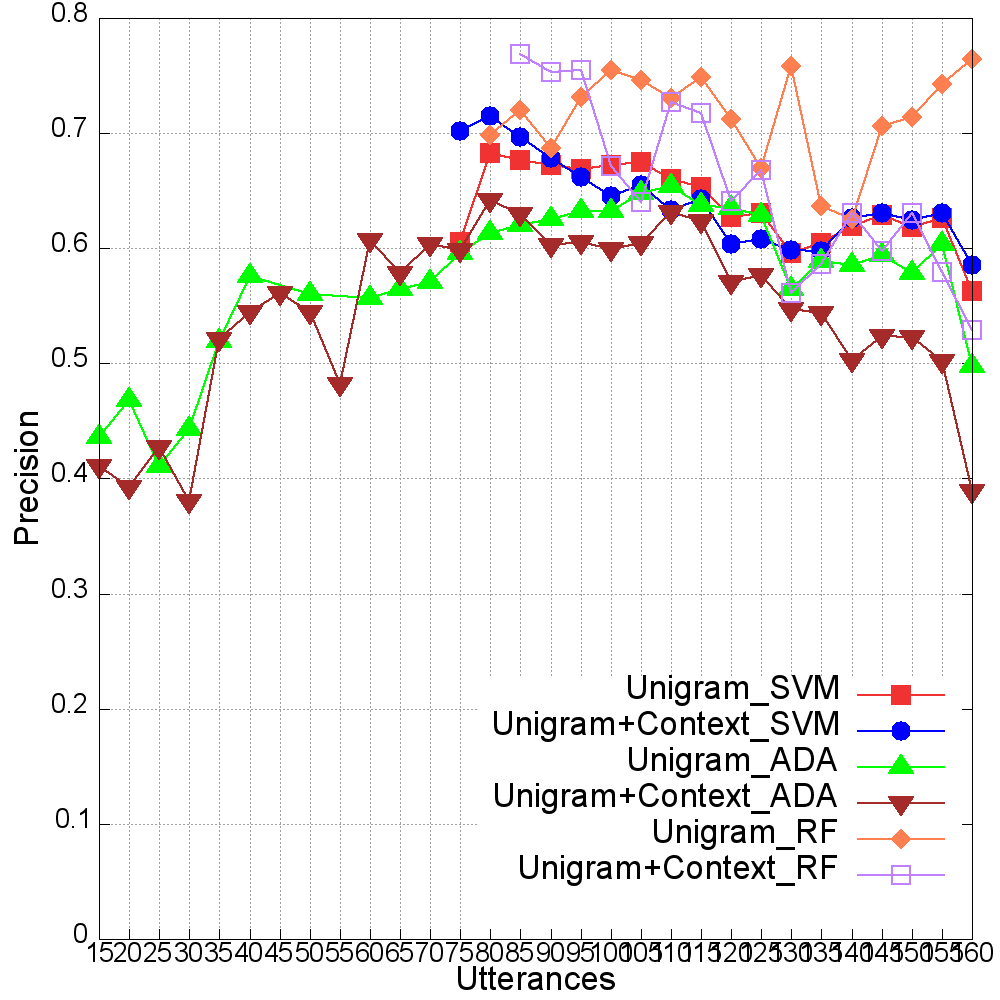 0.8
0.7
0.6
0.5
0.4
0.3
0.2
0.1
0
Precision
Unigram_SVM
Unigram+Context_SVM
Unigram_ADA
Unigram+Context_ADA
Unigram_RF
Unigram+Context_RF
15 20 25 30 35 40 45 50 55 60 65 70 75 80 85 90 95 100 105 110 115 120 125 130 135 140 145 150 155 160
Utterances